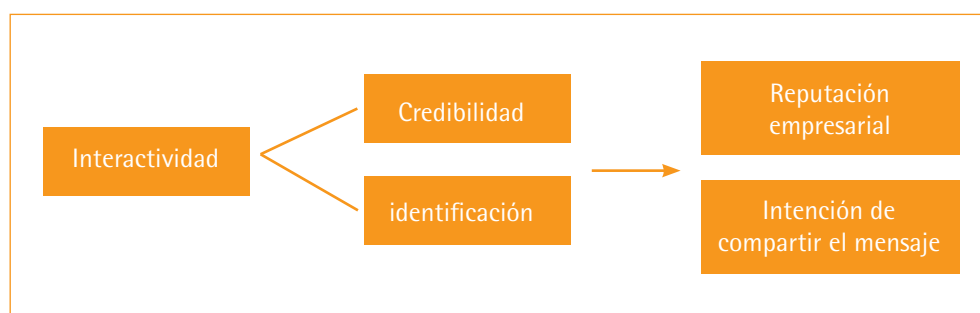 Interactividad
Credibilidad
identificación
Reputación
empresarial
Intención de
compartir el mensaje